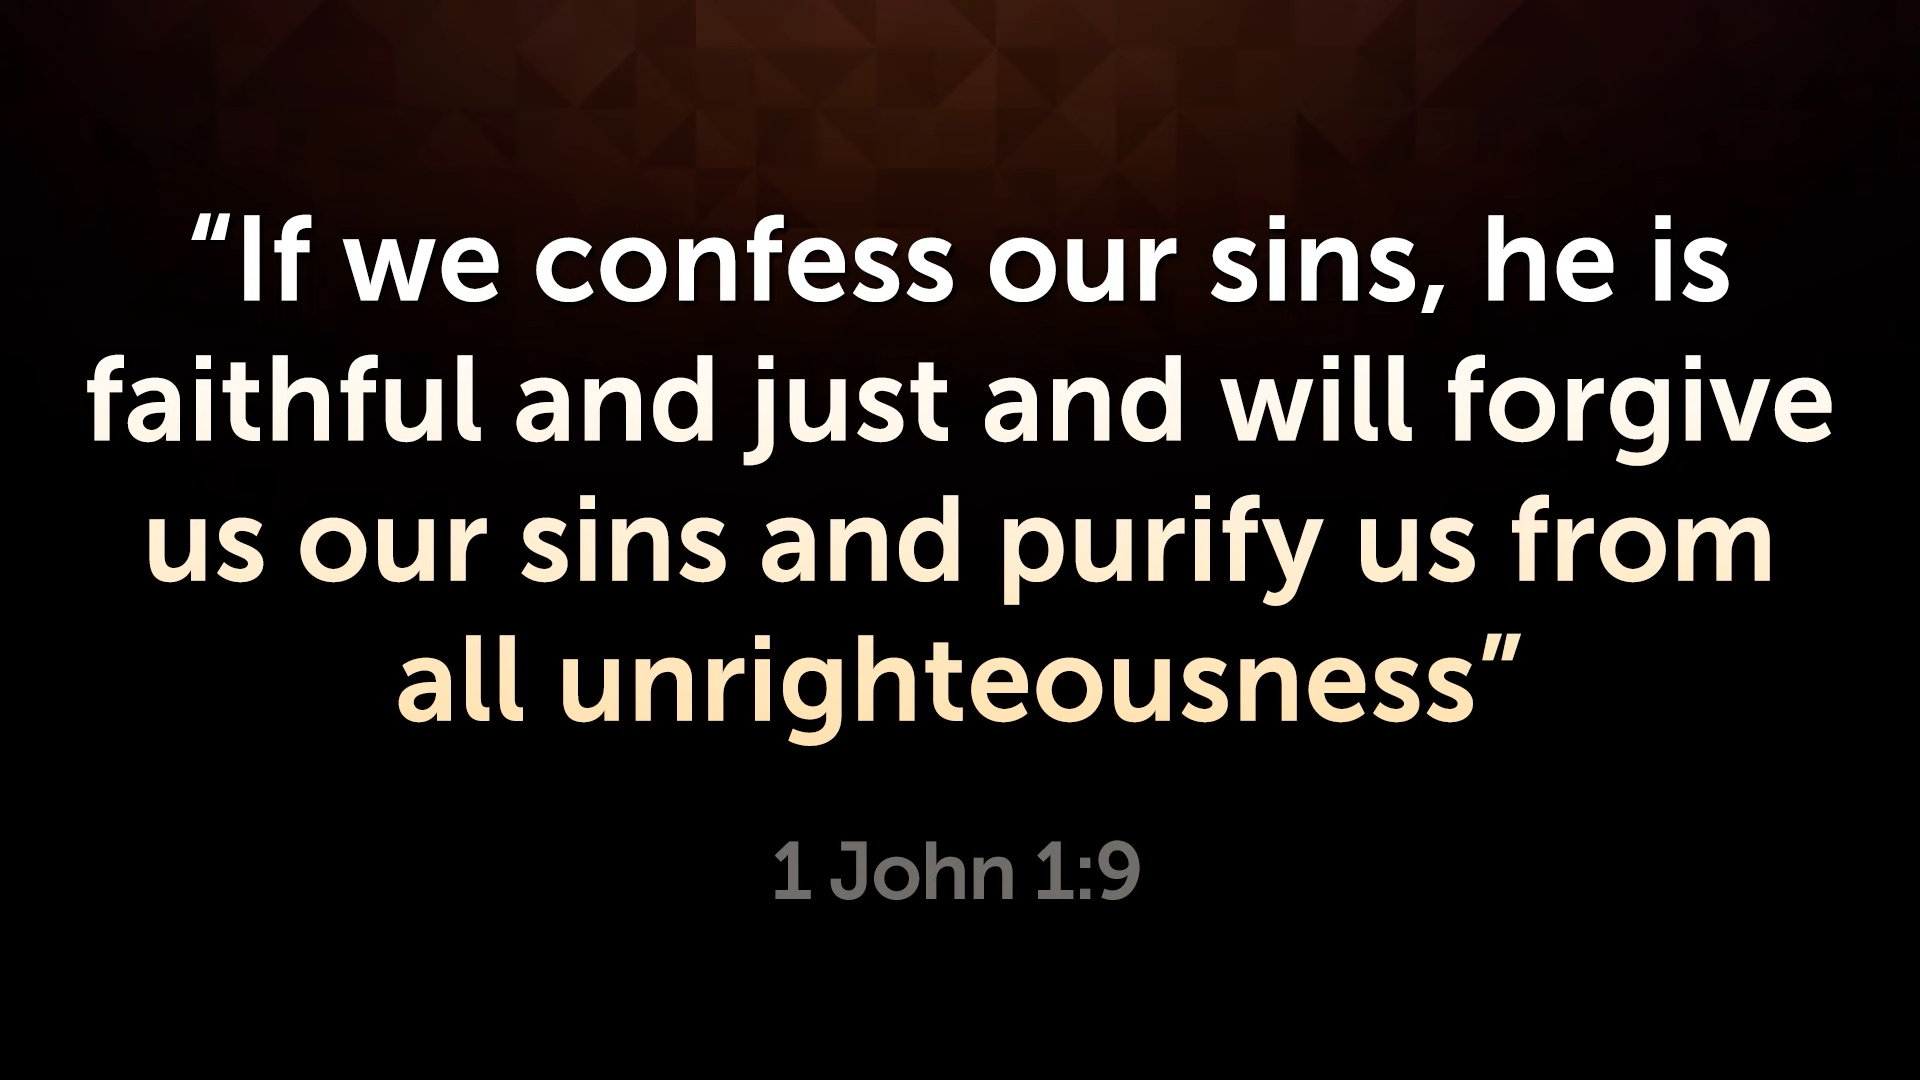 “If we confess our sins, he is
faithful and just and will forgive
us our sins and purify us from
all unrighteousness”
1 John 1:9